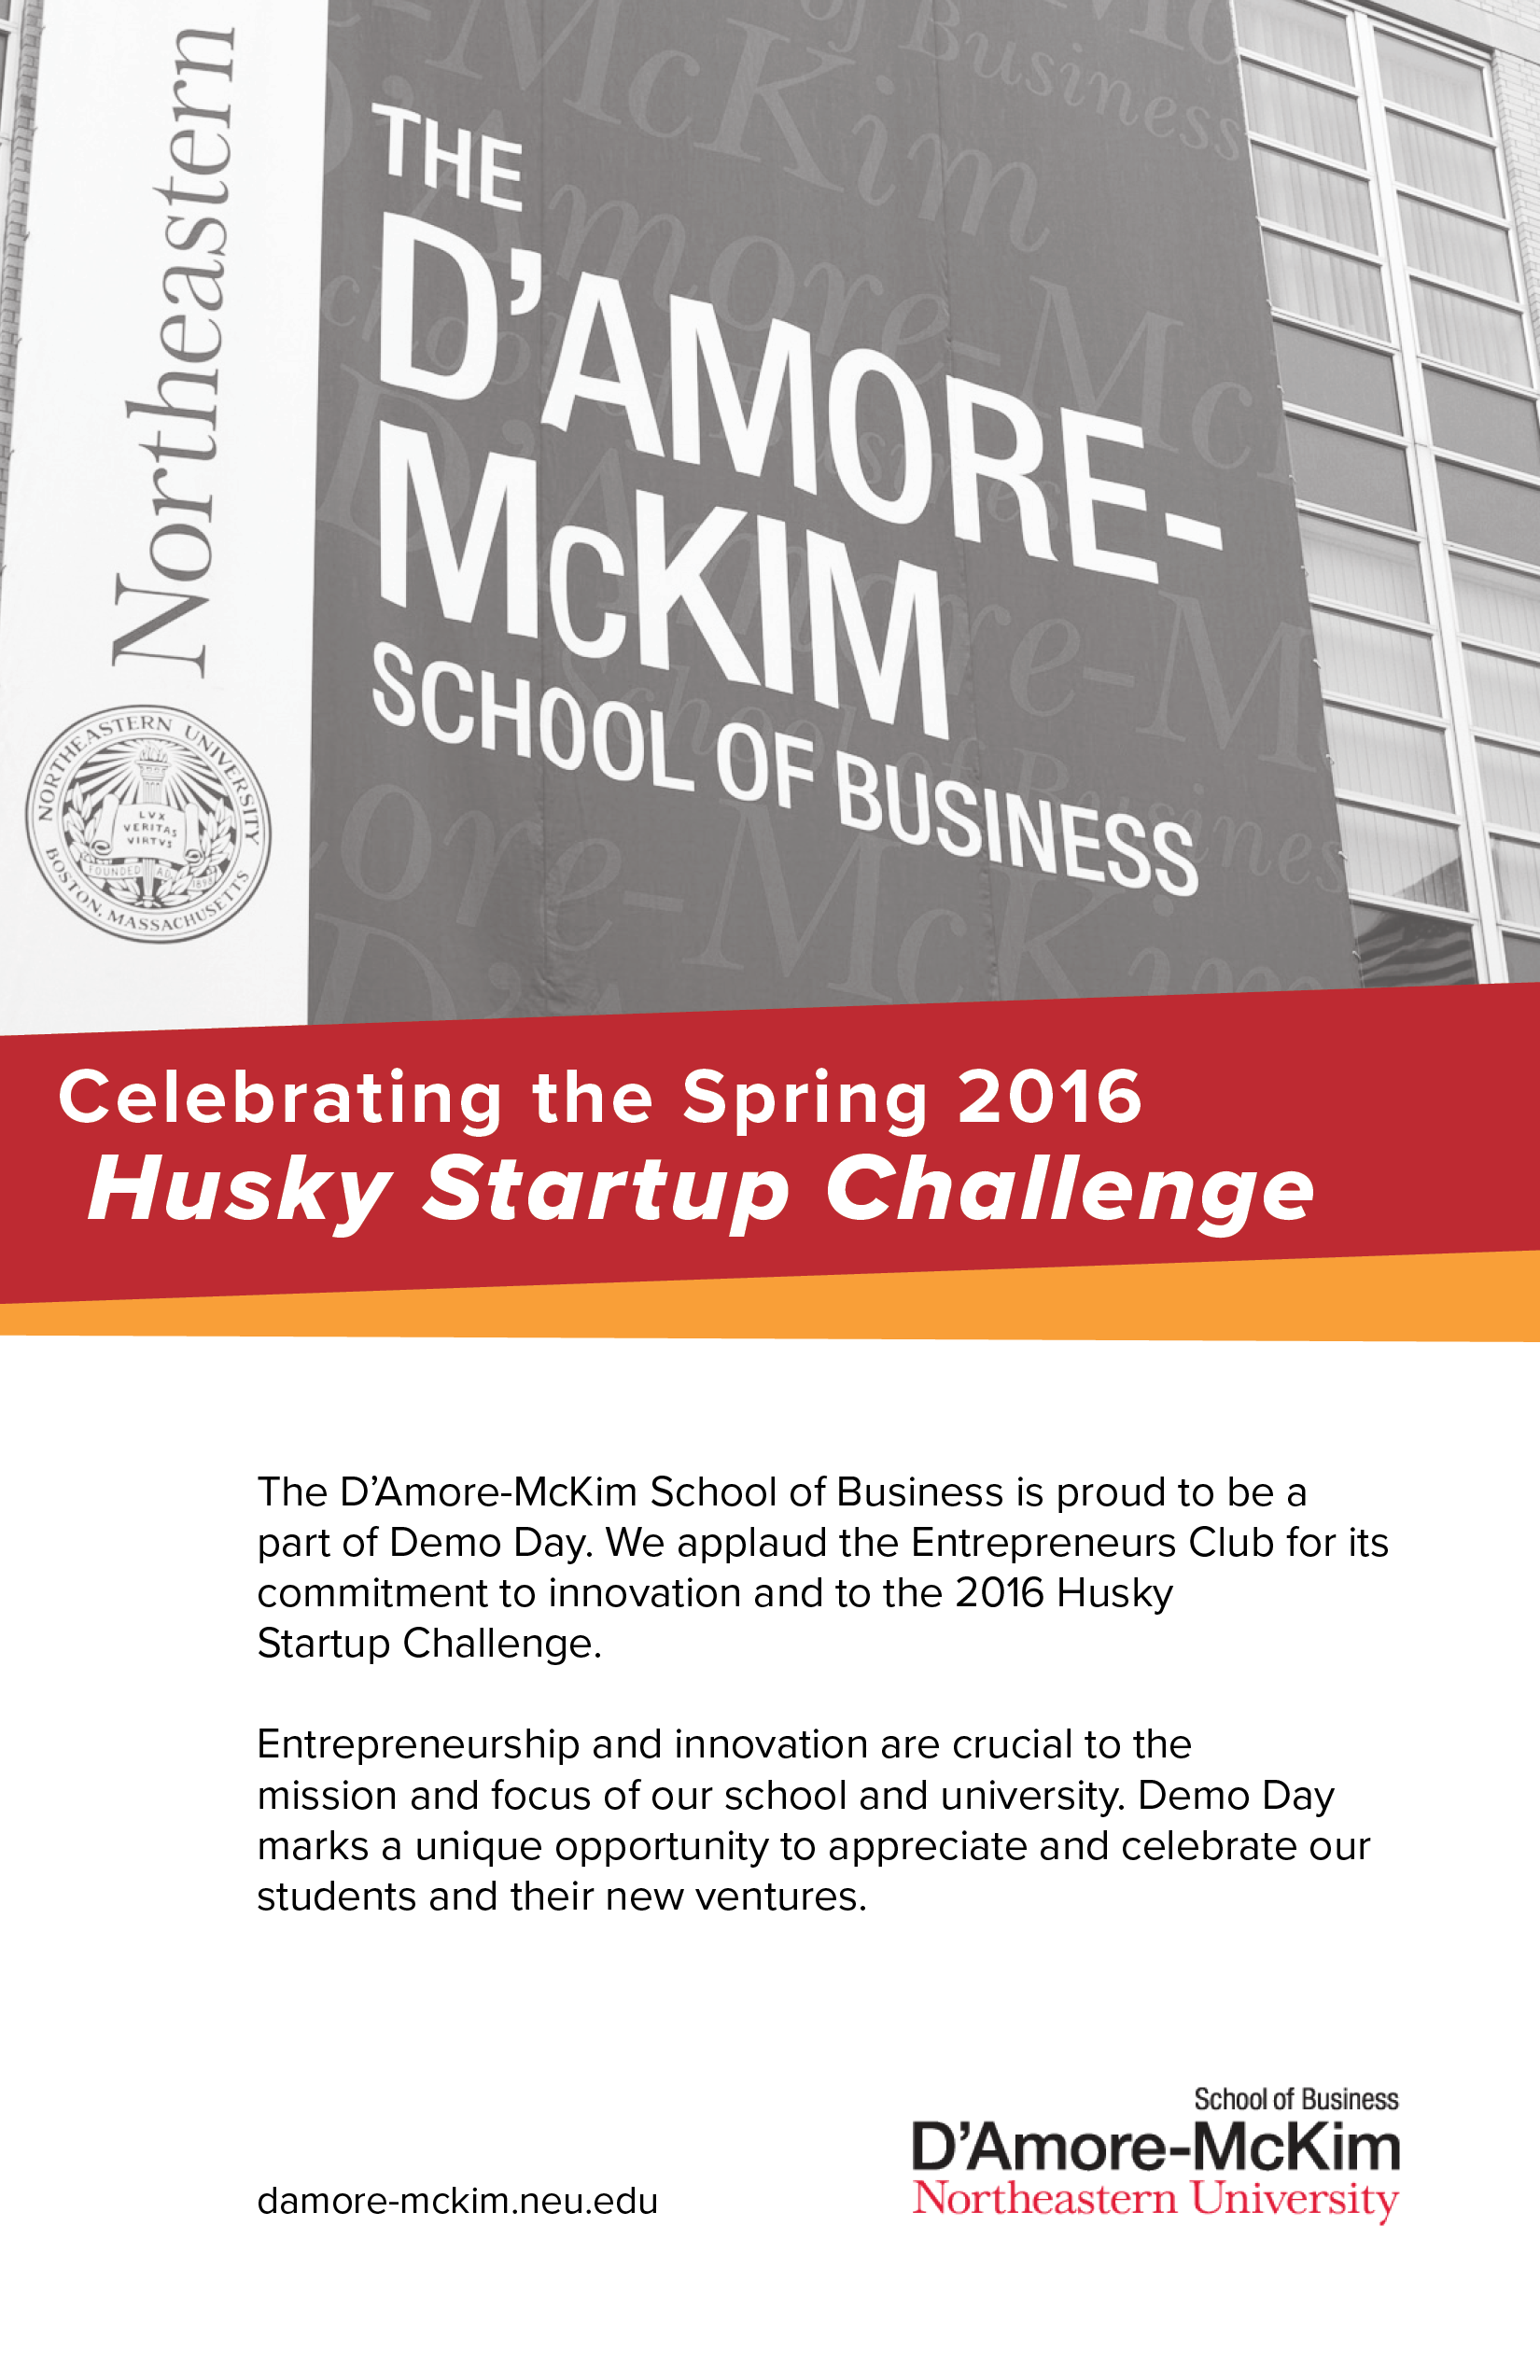 Northeastern
THE
D'AMORE-
McKIM
SCHOOL OF BUSINESS
NORTHEASTERN UNIVERSITY
LVX
VERITAS
VIRTVS
FOUNDED A.D. 1898
BOSTON, MASSACHUSETTS
Celebrating the Spring 2016
Husky Startup Challenge
The D’Amore-McKim School of Business is proud to be a
part of Demo Day. We applaud the Entrepreneurs Club for its
commitment to innovation and to the 2016 Husky
Startup Challenge.
Entrepreneurship and innovation are crucial to the
mission and focus of our school and university. Demo Day
marks a unique opportunity to appreciate and celebrate our
students and their new ventures.
damore-mckim.neu.edu
School of Business
D’Amore-McKim
Northeastern University